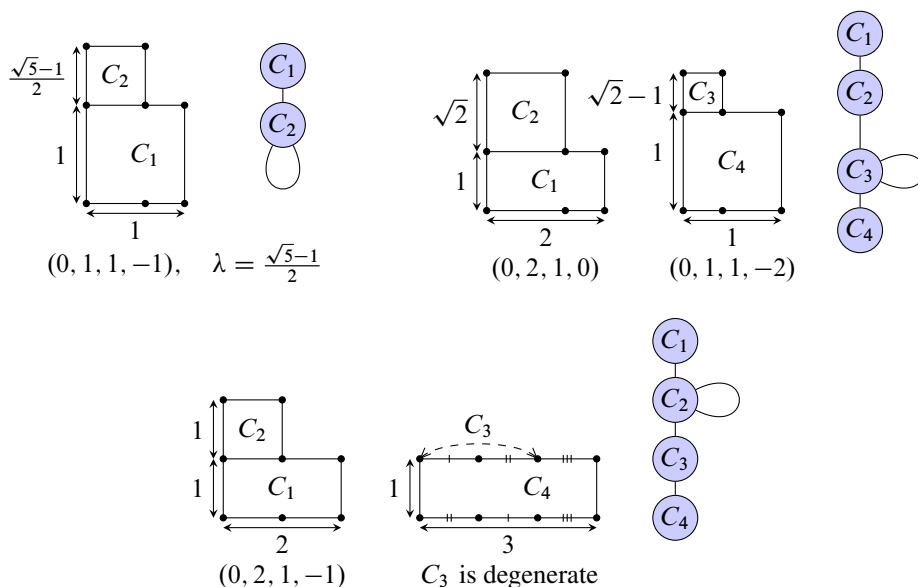 √5−1
2
C₂
1
C₁
1
(0, 1, 1, −1), λ = (√5−1)/2
C₁
C₂
√2
C₂
1
C₁
2
(0, 2, 1, 0)
√2 − 1
C₃
1
C₄
1
(0, 1, 1, −2)
C₁
C₂
C₃
C₄
1
C₂
1
C₁
2
(0, 2, 1, −1)
C₃
1
C₄
3
C₃ is degenerate
C₁
C₂
C₃
C₄